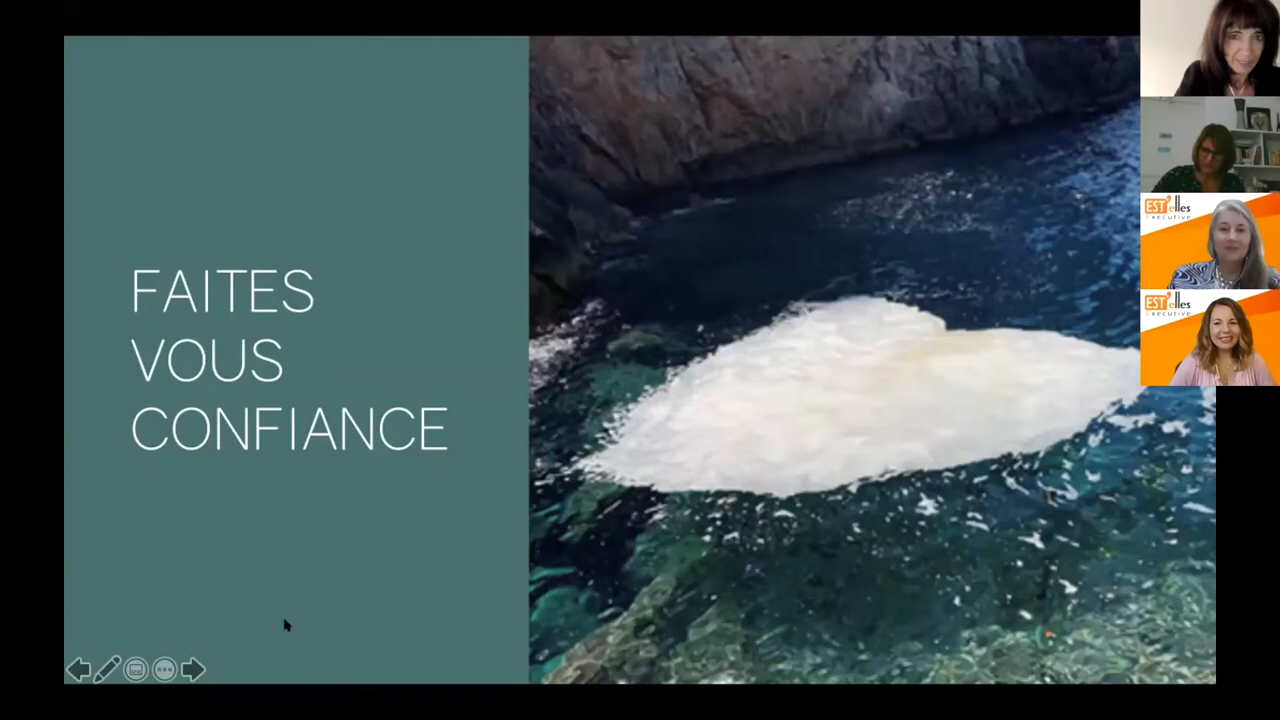 FAITES
VOUS
CONFIANCE
EST'elles
Executive
EST'elles
Executive